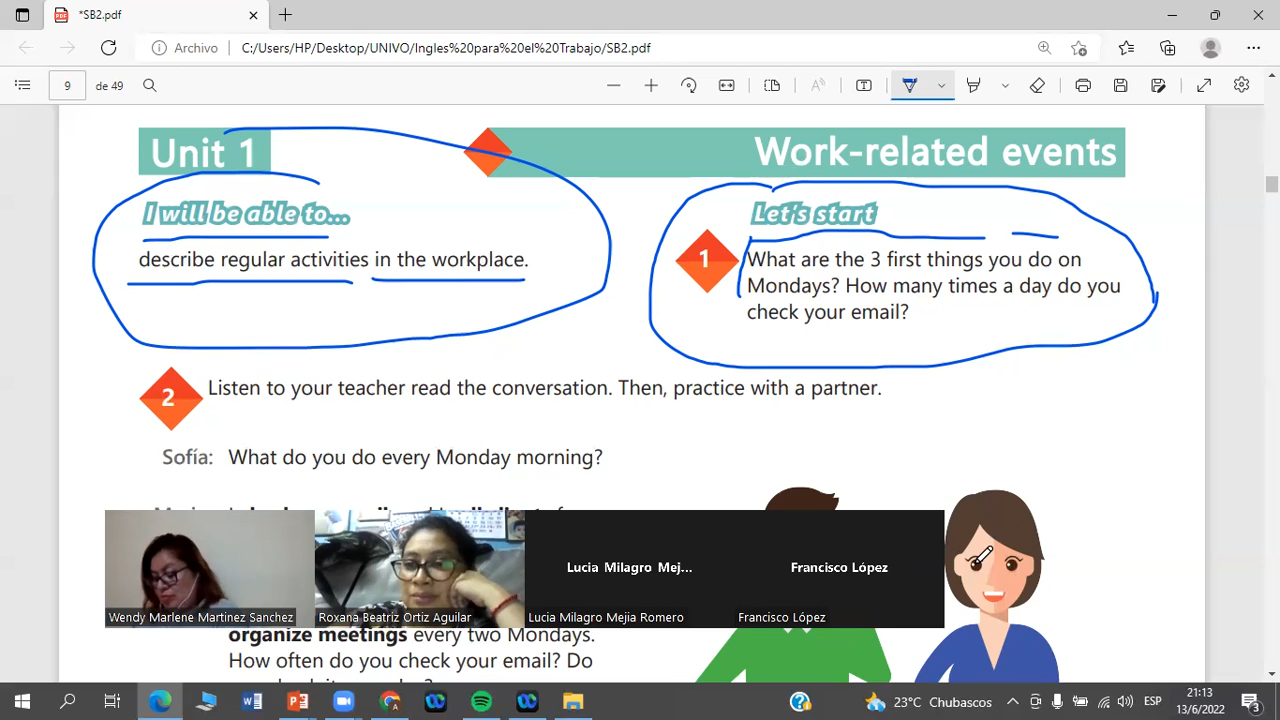 *SB2.pdf
Archivo
C:/Users/HP/Desktop/UNIVO/Ingles%20para%20el%20Trabajo/SB2.pdf
9 de 49
Unit 1
Work-related events
I will be able to...
describe regular activities in the workplace.
Let's start
1 What are the 3 first things you do on
Mondays? How many times a day do you
check your email?
2 Listen to your teacher read the conversation. Then, practice with a partner.
Sofía: What do you do every Monday morning?
Lucia Milagro Mej...
Francisco López
Wendy Marlene Martinez Sanchez
Roxana Beatriz Ortiz Aguilar
Lucia Milagro Mejia Romero
Francisco López
organize meetings every two Mondays.
How often do you check your email? Do
23°C Chubascos
ESP
21:13
13/6/2022
3